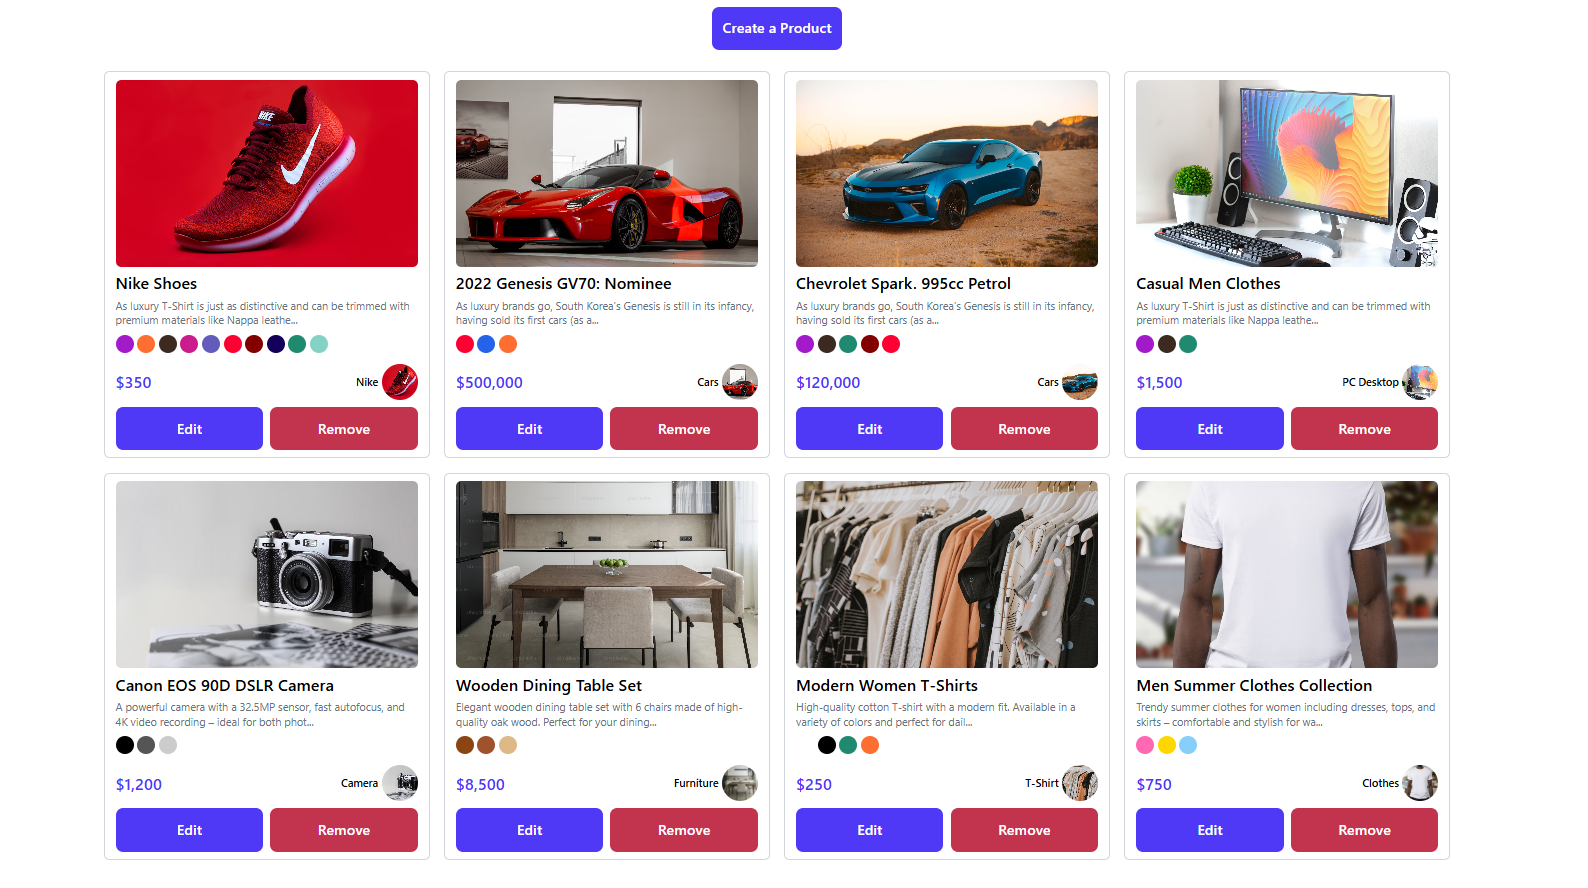 Create a Product
NIKE
Nike Shoes
As luxury T-Shirt is just as distinctive and can be trimmed with
premium materials like Nappa leathe...
$350
Nike
Edit
Remove
2022 Genesis GV70: Nominee
As luxury brands go, South Korea's Genesis is still in its infancy,
having sold its first cars (as a...
$500,000
Cars
Edit
Remove
Chevrolet Spark. 995cc Petrol
As luxury brands go, South Korea's Genesis is still in its infancy,
having sold its first cars (as a...
$120,000
Cars
Edit
Remove
Casual Men Clothes
As luxury T-Shirt is just as distinctive and can be trimmed with
premium materials like Nappa leathe...
$1,500
PC Desktop
Edit
Remove
Canon EOS 90D DSLR Camera
A powerful camera with a 32.5MP sensor, fast autofocus, and
4K video recording – ideal for both phot...
$1,200
Camera
Edit
Remove
Wooden Dining Table Set
Elegant wooden dining table set with 6 chairs made of high-
quality oak wood. Perfect for your dining...
$8,500
Furniture
Edit
Remove
Modern Women T-Shirts
High-quality cotton T-shirt with a modern fit. Available in a
variety of colors and perfect for dail...
$250
T-Shirt
Edit
Remove
Men Summer Clothes Collection
Trendy summer clothes for women including dresses, tops, and
skirts – comfortable and stylish for wa...
$750
Clothes
Edit
Remove